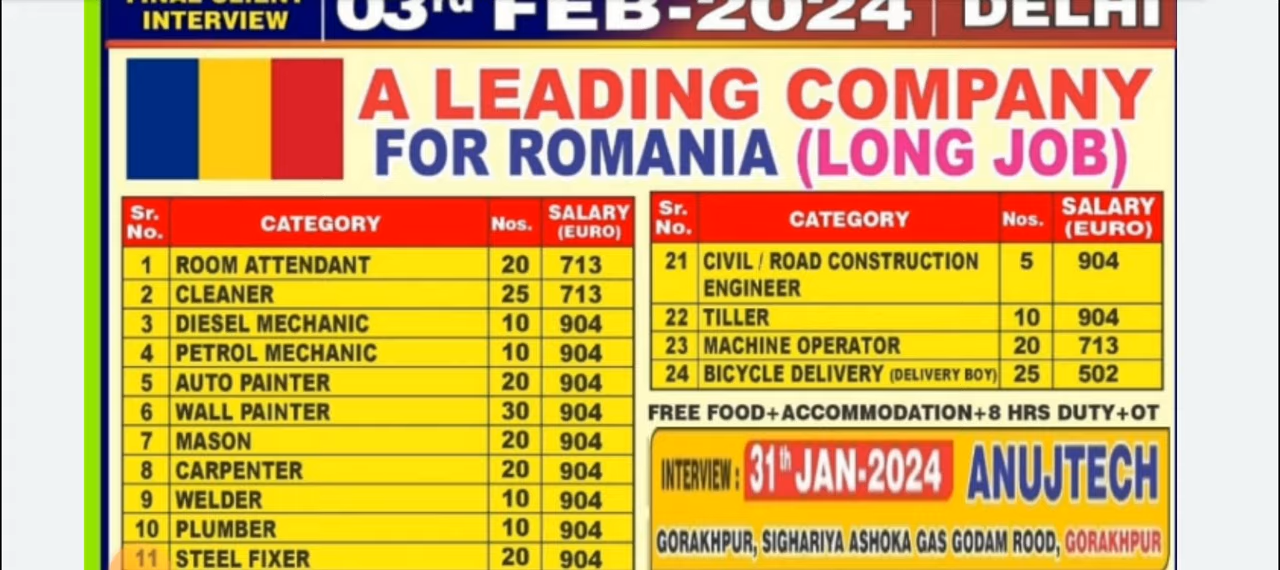 FINAL CLIENT
INTERVIEW
03rd FEB-2024
DELHI
A LEADING COMPANY
FOR ROMANIA (LONG JOB)
Sr. No. CATEGORY Nos. SALARY (EURO)
1 ROOM ATTENDANT 20 713
2 CLEANER 25 713
3 DIESEL MECHANIC 10 904
4 PETROL MECHANIC 10 904
5 AUTO PAINTER 20 904
6 WALL PAINTER 30 904
7 MASON 20 904
8 CARPENTER 20 904
9 WELDER 10 904
10 PLUMBER 10 904
11 STEEL FIXER 20 904
Sr. No. CATEGORY Nos. SALARY (EURO)
21 CIVIL / ROAD CONSTRUCTION 5 904
ENGINEER
22 TILLER 10 904
23 MACHINE OPERATOR 20 713
24 BICYCLE DELIVERY (DELIVERY BOY) 25 502
FREE FOOD+ACCOMMODATION+8 HRS DUTY+OT
INTERVIEW : 31th JAN-2024 ANUJTECH
GORAKHPUR, SIGHARIYA ASHOKA GAS GODAM ROOD, GORAKHPUR